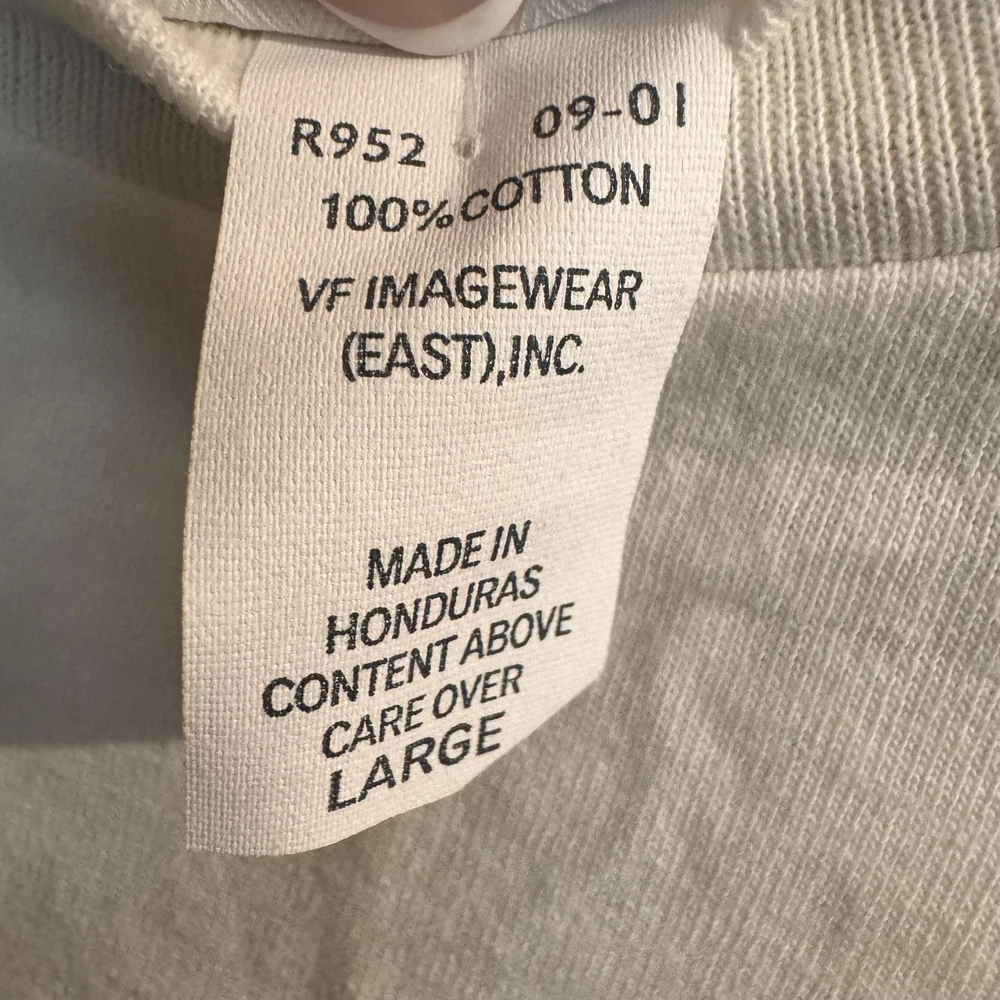 R952 09-01
100% COTTON
VF IMAGEWEAR
(EAST), INC.
MADE IN
HONDURAS
CONTENT ABOVE
CARE OVER
LARGE